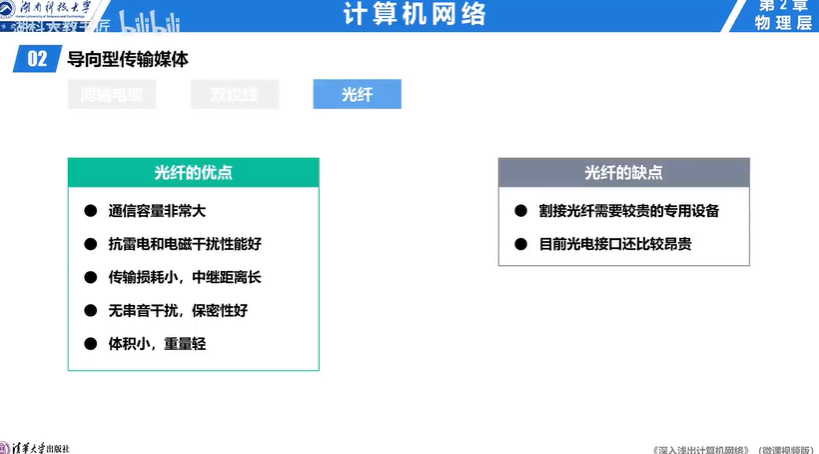 湖南科技大学
Hunan University of Science and Technology
计算机网络
第2章
物理层
湖科大教书匠 bilibili
02 导向型传输媒体
同轴电缆 双绞线 光纤
光纤的优点
通信容量非常大
抗雷电和电磁干扰性能好
传输损耗小，中继距离长
无串音干扰，保密性好
体积小，重量轻
光纤的缺点
割接光纤需要较贵的专用设备
目前光电接口还比较昂贵
清华大学出版社
《深入浅出计算机网络》（微课视频版）